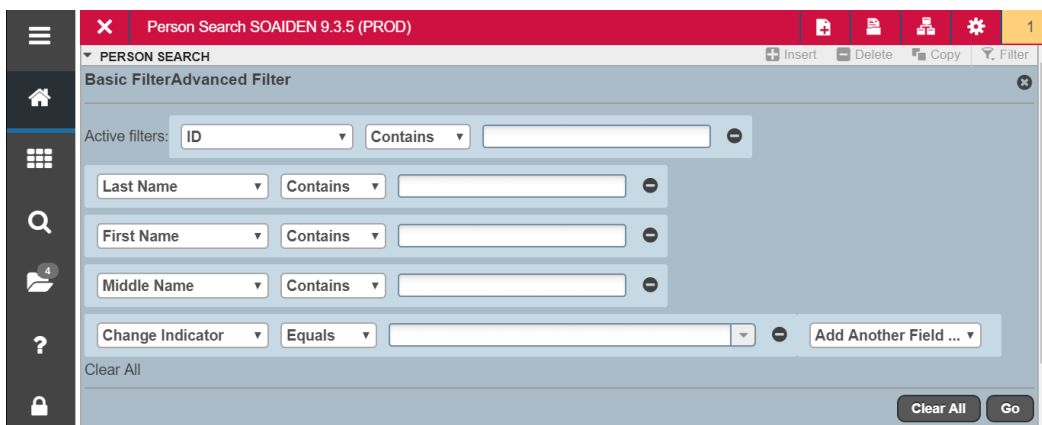 Person Search SOAIDEN 9.3.5 (PROD) 1
PERSON SEARCH Insert Delete Copy Filter
Basic FilterAdvanced Filter
Active filters: ID Contains
Last Name Contains
First Name Contains
4
Middle Name Contains
Change Indicator Equals Add Another Field ...
?
Clear All
Clear All Go